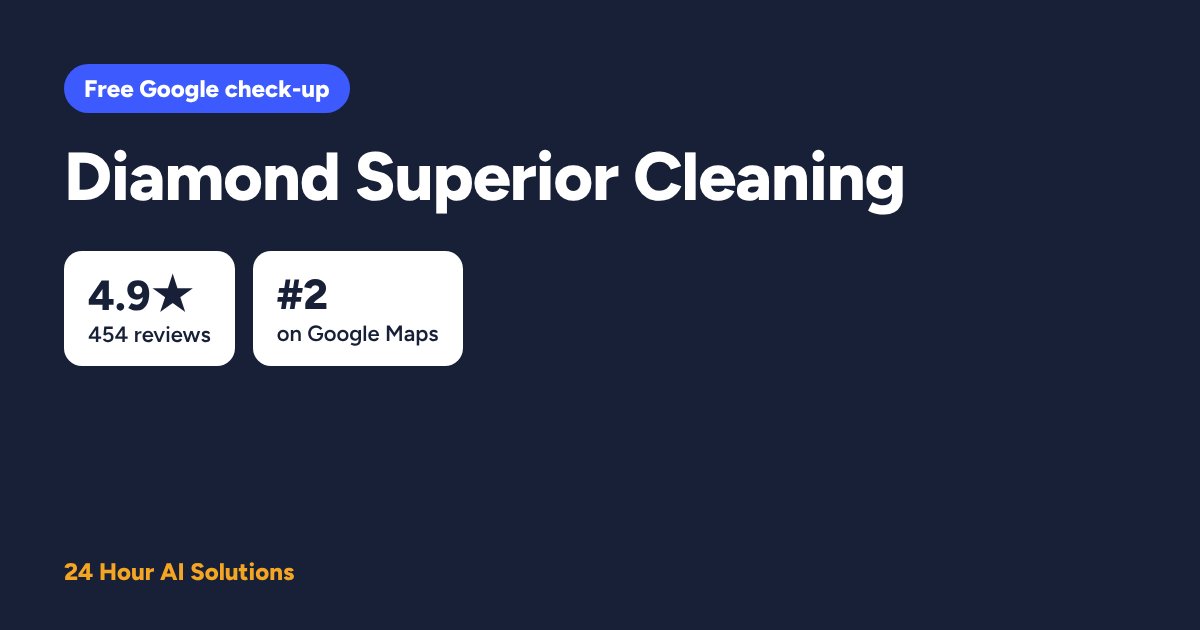 Free Google check-up
Diamond Superior Cleaning
4.9★
454 reviews
#2
on Google Maps
24 Hour AI Solutions